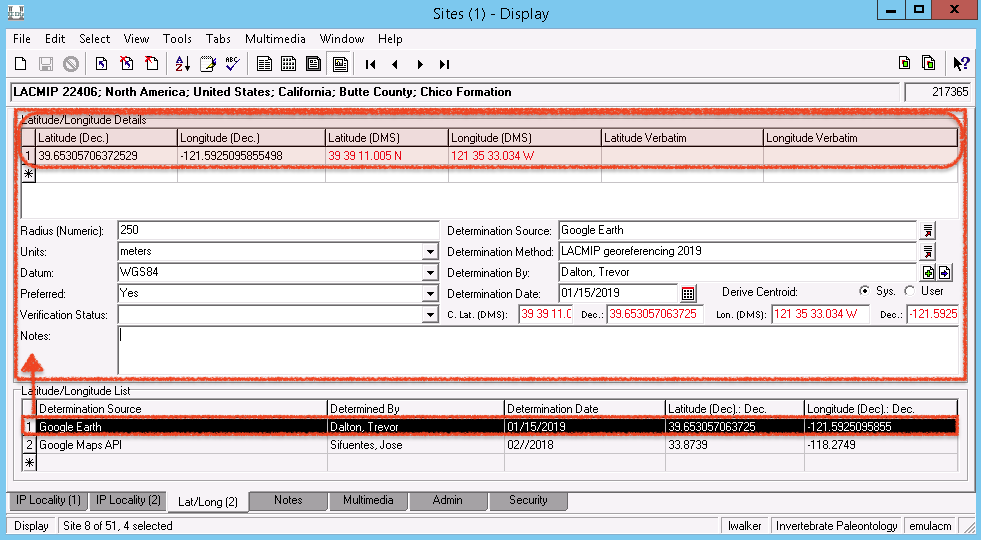 Sites (1) - Display
File Edit Select View Tools Tabs Multimedia Window Help
LACMIP 22406; North America; United States; California; Butte County; Chico Formation 217365
Latitude/Longitude Details
Latitude (Dec.) Longitude (Dec.) Latitude (DMS) Longitude (DMS) Latitude Verbatim Longitude Verbatim
1 39.65305706372529 -121.5925095855498 39 39 11.005 N 121 35 33.034 W
Radius (Numeric): 250 Determination Source: Google Earth
Units: meters Determination Method: LACMIP georeferencing 2019
Datum: WGS84 Determination By: Dalton, Trevor
Preferred: Yes Determination Date: 01/15/2019 Derive Centroid: Sys. User
Verification Status: C. Lat. (DMS): 39 39 11.0 Dec.: 39.653057063725 Lon. (DMS): 121 35 33.034 W Dec.: -121.5925
Notes:
Latitude/Longitude List
Determination Source Determined By Determination Date Latitude (Dec).: Dec. Longitude (Dec).: Dec.
1 Google Earth Dalton, Trevor 01/15/2019 39.653057063725 -121.5925095855
2 Google Maps API Sifuentes, Jose 02//2018 33.8739 -118.2749
IP Locality (1) IP Locality (2) Lat/Long (2) Notes Multimedia Admin Security
Display Site 8 of 51, 4 selected lwalker Invertebrate Paleontology emulacm